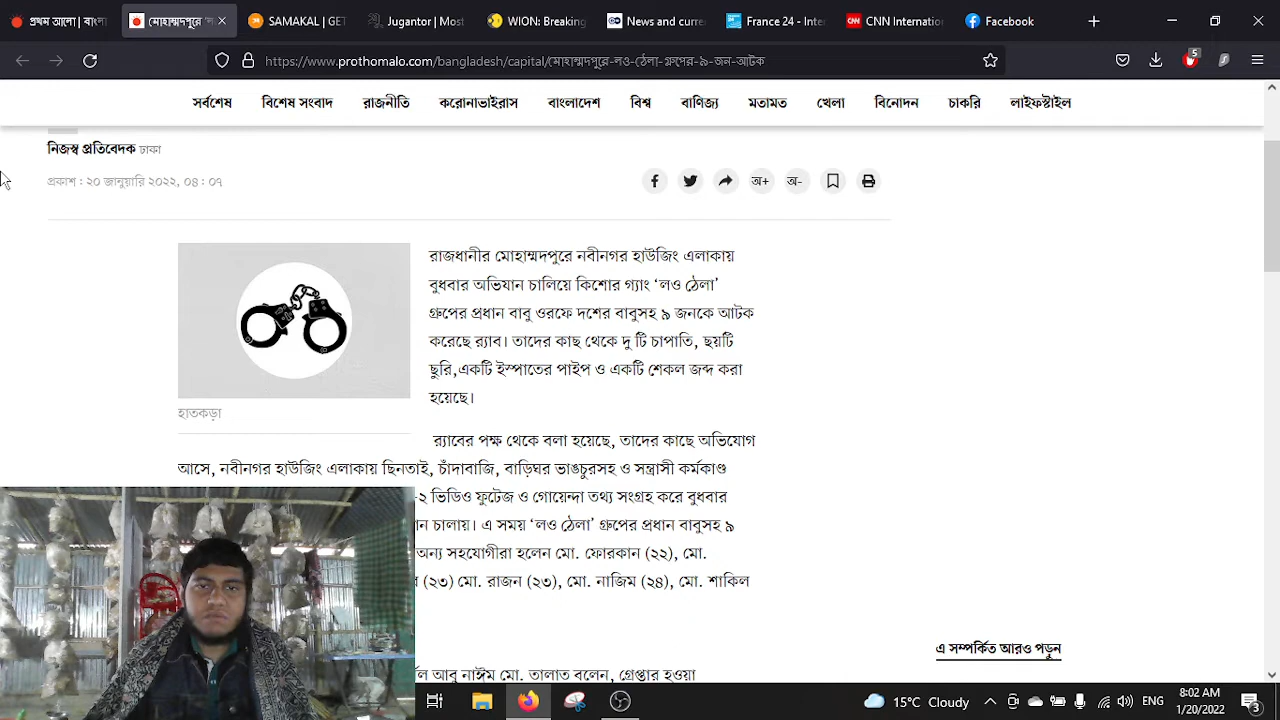 প্রথম আলো | বাংলা
মোহাম্মদপুরে 'ল
SAMAKAL | GET
Jugantor | Most
WION: Breaking
News and curre
France 24 - Inter
CNN Internation
Facebook
https://www.prothomalo.com/bangladesh/capital/মোহাম্মদপুরে-লও-ঠেলা-গ্রুপের-৯-জন-আটক
5
সর্বশেষ বিশেষ সংবাদ রাজনীতি করোনাভাইরাস বাংলাদেশ বিশ্ব বাণিজ্য মতামত খেলা বিনোদন চাকরি লাইফস্টাইল
নিজস্ব প্রতিবেদক ঢাকা
প্রকাশ : ২০ জানুয়ারি ২০২২, ০৪ : ০৭
অ+ অ-
রাজধানীর মোহাম্মদপুরে নবীনগর হাউজিং এলাকায়
বুধবার অভিযান চালিয়ে কিশোর গ্যাং ‘লও ঠেলা’
গ্রুপের প্রধান বাবু ওরফে দশের বাবুসহ ৯ জনকে আটক
করেছে র‍্যাব। তাদের কাছ থেকে দু টি চাপাতি, ছয়টি
ছুরি,একটি ইস্পাতের পাইপ ও একটি শেকল জব্দ করা
হয়েছে।
হাতকড়া
র‍্যাবের পক্ষ থেকে বলা হয়েছে, তাদের কাছে অভিযোগ
আসে, নবীনগর হাউজিং এলাকায় ছিনতাই, চাঁদাবাজি, বাড়িঘর ভাঙচুরসহ ও সন্ত্রাসী কর্মকাণ্ড
-২ ভিডিও ফুটেজ ও গোয়েন্দা তথ্য সংগ্রহ করে বুধবার
ান চালায়। এ সময় ‘লও ঠেলা’ গ্রুপের প্রধান বাবুসহ ৯
অন্য সহযোগীরা হলেন মো. ফোরকান (২২), মো.
(২৩) মো. রাজন (২৩), মো. নাজিম (২৪), মো. শাকিল
এ সম্পর্কিত আরও পড়ুন
আবু নাঈম মো. তালাত বলেন, গ্রেপ্তার হওয়া
15°C Cloudy
ENG
8:02 AM
1/20/2022
3